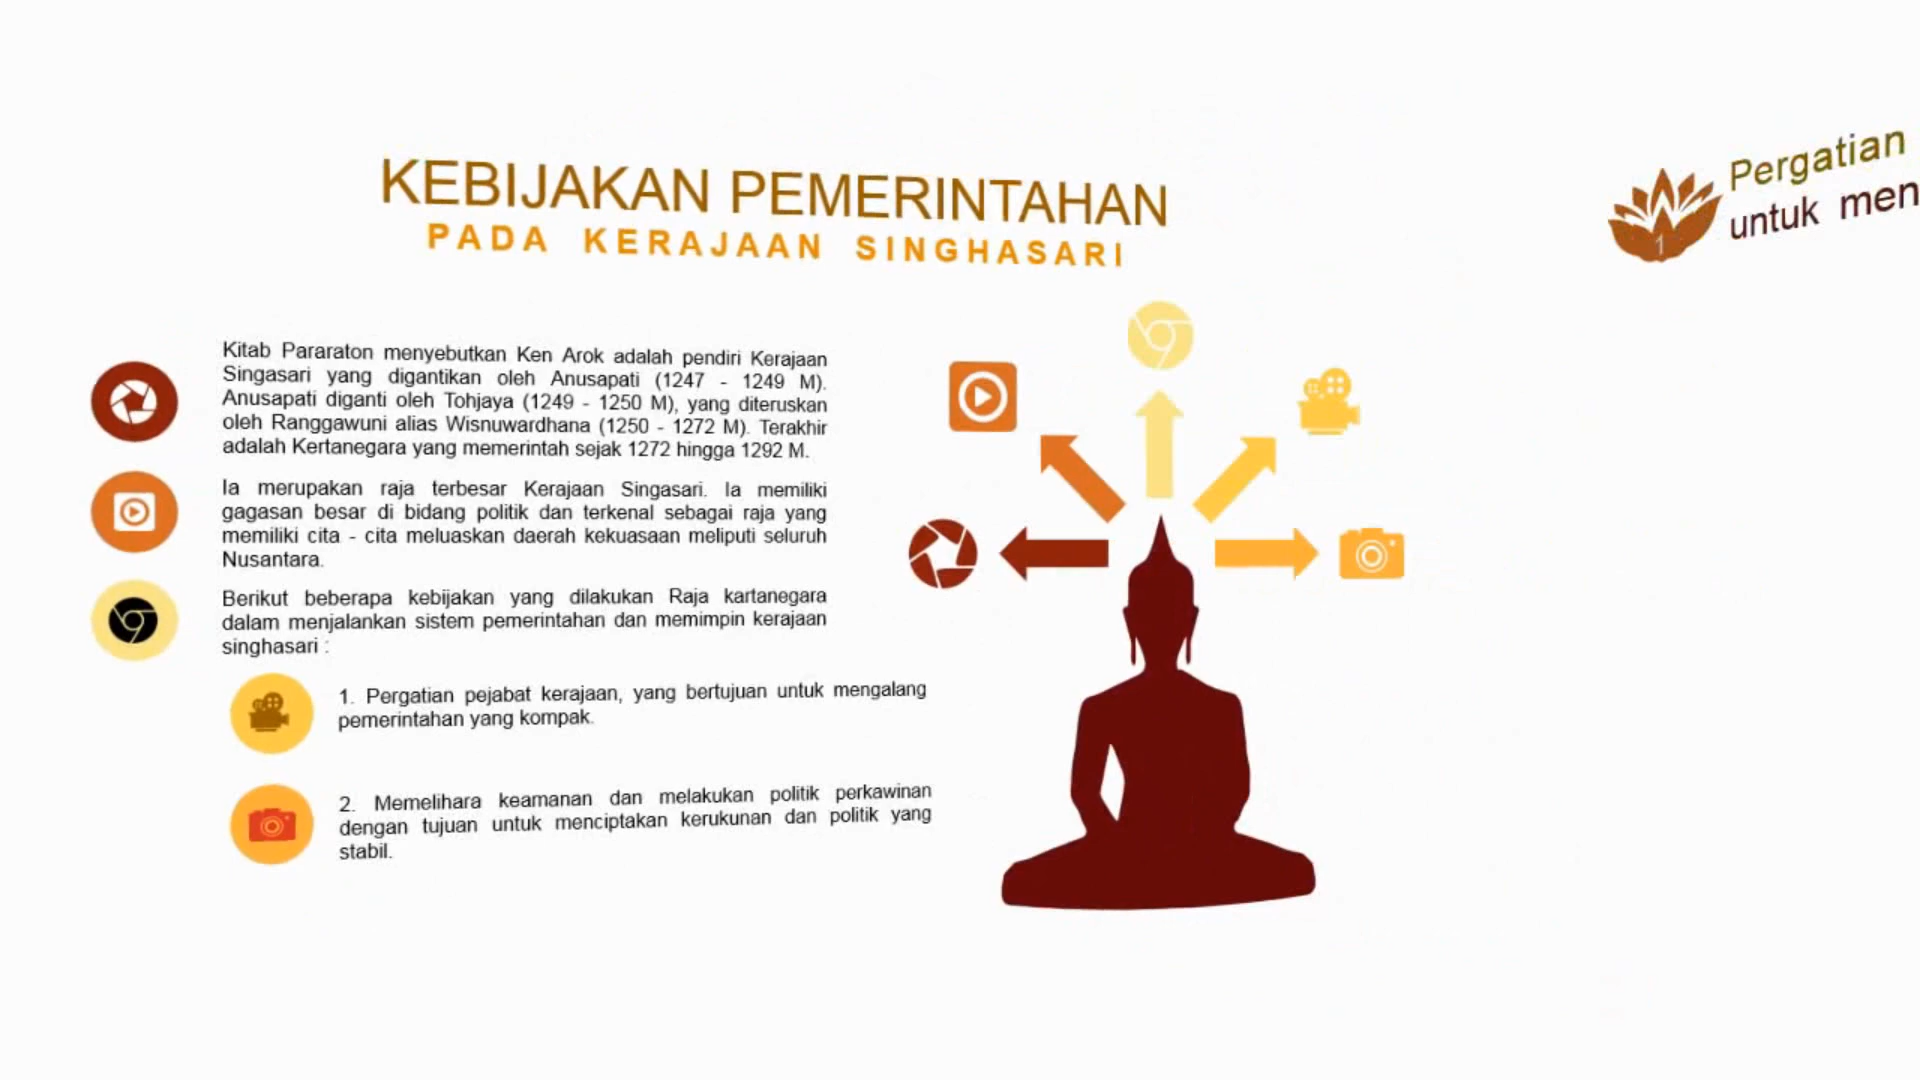 KEBIJAKAN PEMERINTAHAN
PADA KERAJAAN SINGHASARI
Kitab Pararaton menyebutkan Ken Arok adalah pendiri Kerajaan
Singasari yang digantikan oleh Anusapati (1247 - 1249 M).
Anusapati diganti oleh Tohjaya (1249 - 1250 M), yang diteruskan
oleh Ranggawuni alias Wisnuwardhana (1250 - 1272 M). Terakhir
adalah Kertanegara yang memerintah sejak 1272 hingga 1292 M.
Ia merupakan raja terbesar Kerajaan Singasari. Ia memiliki
gagasan besar di bidang politik dan terkenal sebagai raja yang
memiliki cita - cita meluaskan daerah kekuasaan meliputi seluruh
Nusantara.
Berikut beberapa kebijakan yang dilakukan Raja kartanegara
dalam menjalankan sistem pemerintahan dan memimpin kerajaan
singhasari :
1. Pergatian pejabat kerajaan, yang bertujuan untuk mengalang
pemerintahan yang kompak.
2. Memelihara keamanan dan melakukan politik perkawinan
dengan tujuan untuk menciptakan kerukunan dan politik yang
stabil.
1
Pergatian
untuk men